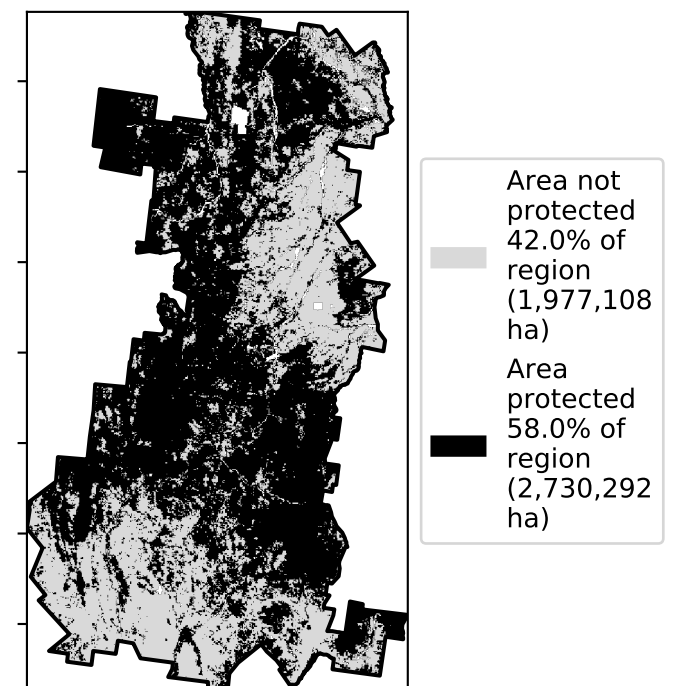 Area not
protected
42.0% of
region
(1,977,108
ha)
Area
protected
58.0% of
region
(2,730,292
ha)